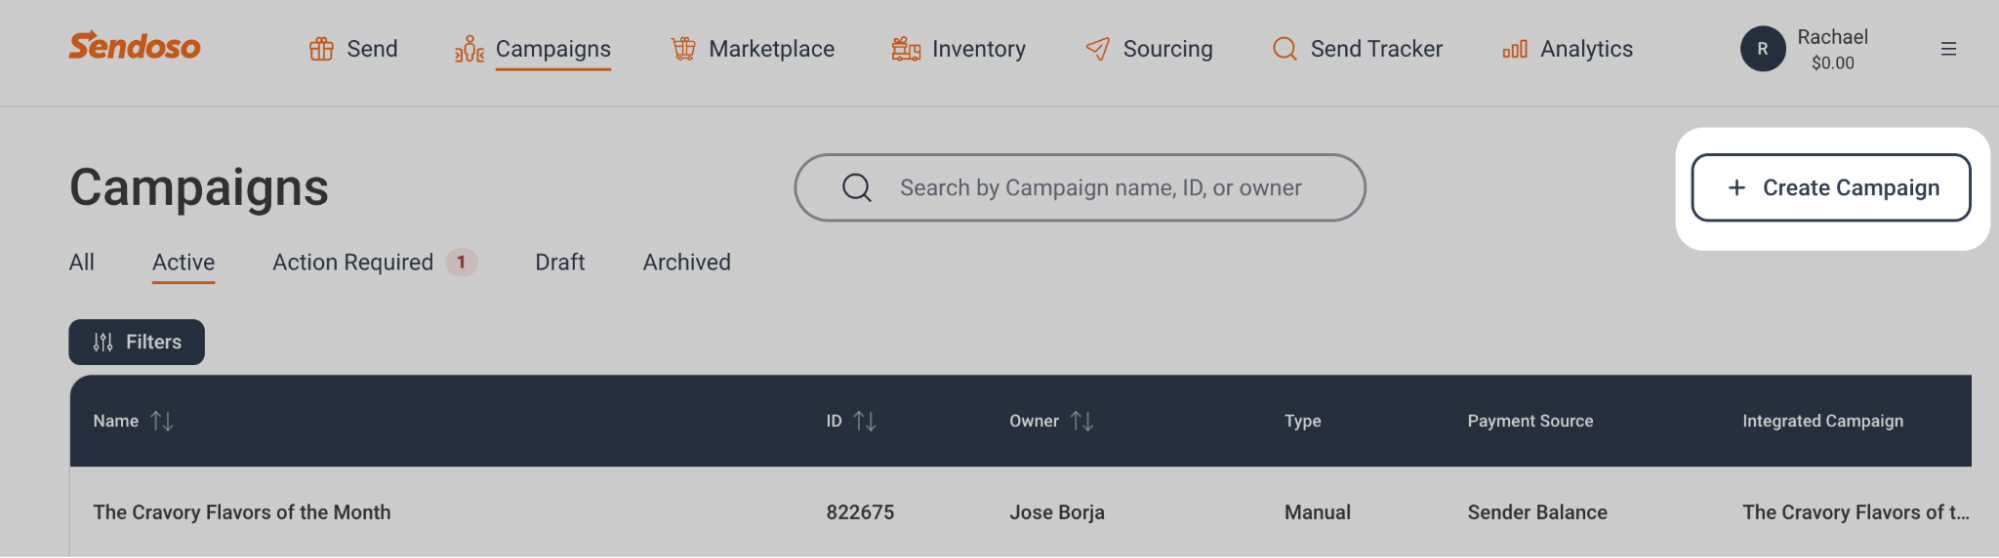 Sendoso Send Campaigns Marketplace Inventory Sourcing Send Tracker Analytics R Rachael
$0.00
Campaigns Search by Campaign name, ID, or owner + Create Campaign
All Active Action Required 1 Draft Archived
Filters
Name ID Owner Type Payment Source Integrated Campaign
The Cravory Flavors of the Month 822675 Jose Borja Manual Sender Balance The Cravory Flavors of t...